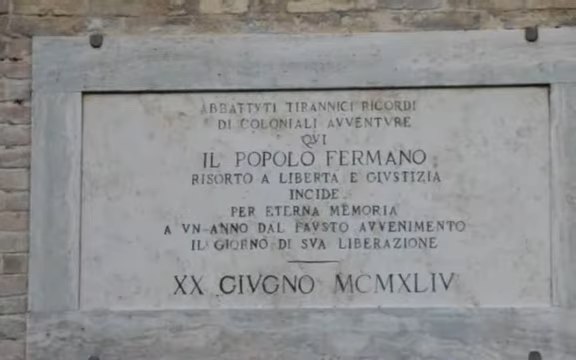 ABBATTVTI TIRANNICI RICORDI
DI COLONIALI AVVENTVRE
QVI
IL POPOLO FERMANO
RISORTO A LIBERTA E GIVSTIZIA
INCIDE
PER ETERNA MEMORIA
A VN ANNO DAL FAVSTO AVVENIMENTO
IL GIORNO DI SVA LIBERAZIONE
XX GIVGNO MCMXLIV